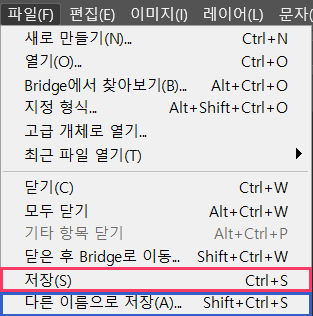 파일(F) 편집(E) 이미지(I) 레이어(L) 문자
새로 만들기(N)... Ctrl+N
열기(O)... Ctrl+O
Bridge에서 찾아보기(B)... Alt+Ctrl+O
지정 형식... Alt+Shift+Ctrl+O
고급 개체로 열기...
최근 파일 열기(T)
닫기(C) Ctrl+W
모두 닫기 Alt+Ctrl+W
기타 항목 닫기 Alt+Ctrl+P
닫은 후 Bridge로 이동... Shift+Ctrl+W
저장(S) Ctrl+S
다른 이름으로 저장(A)... Shift+Ctrl+S